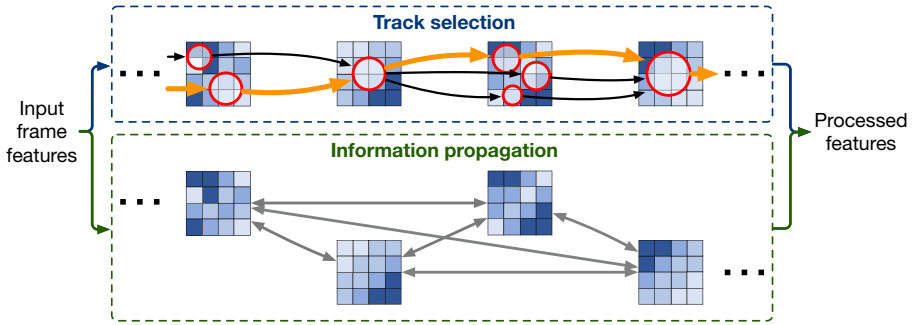 Track selection
Input
frame
features
Processed
features
Information propagation